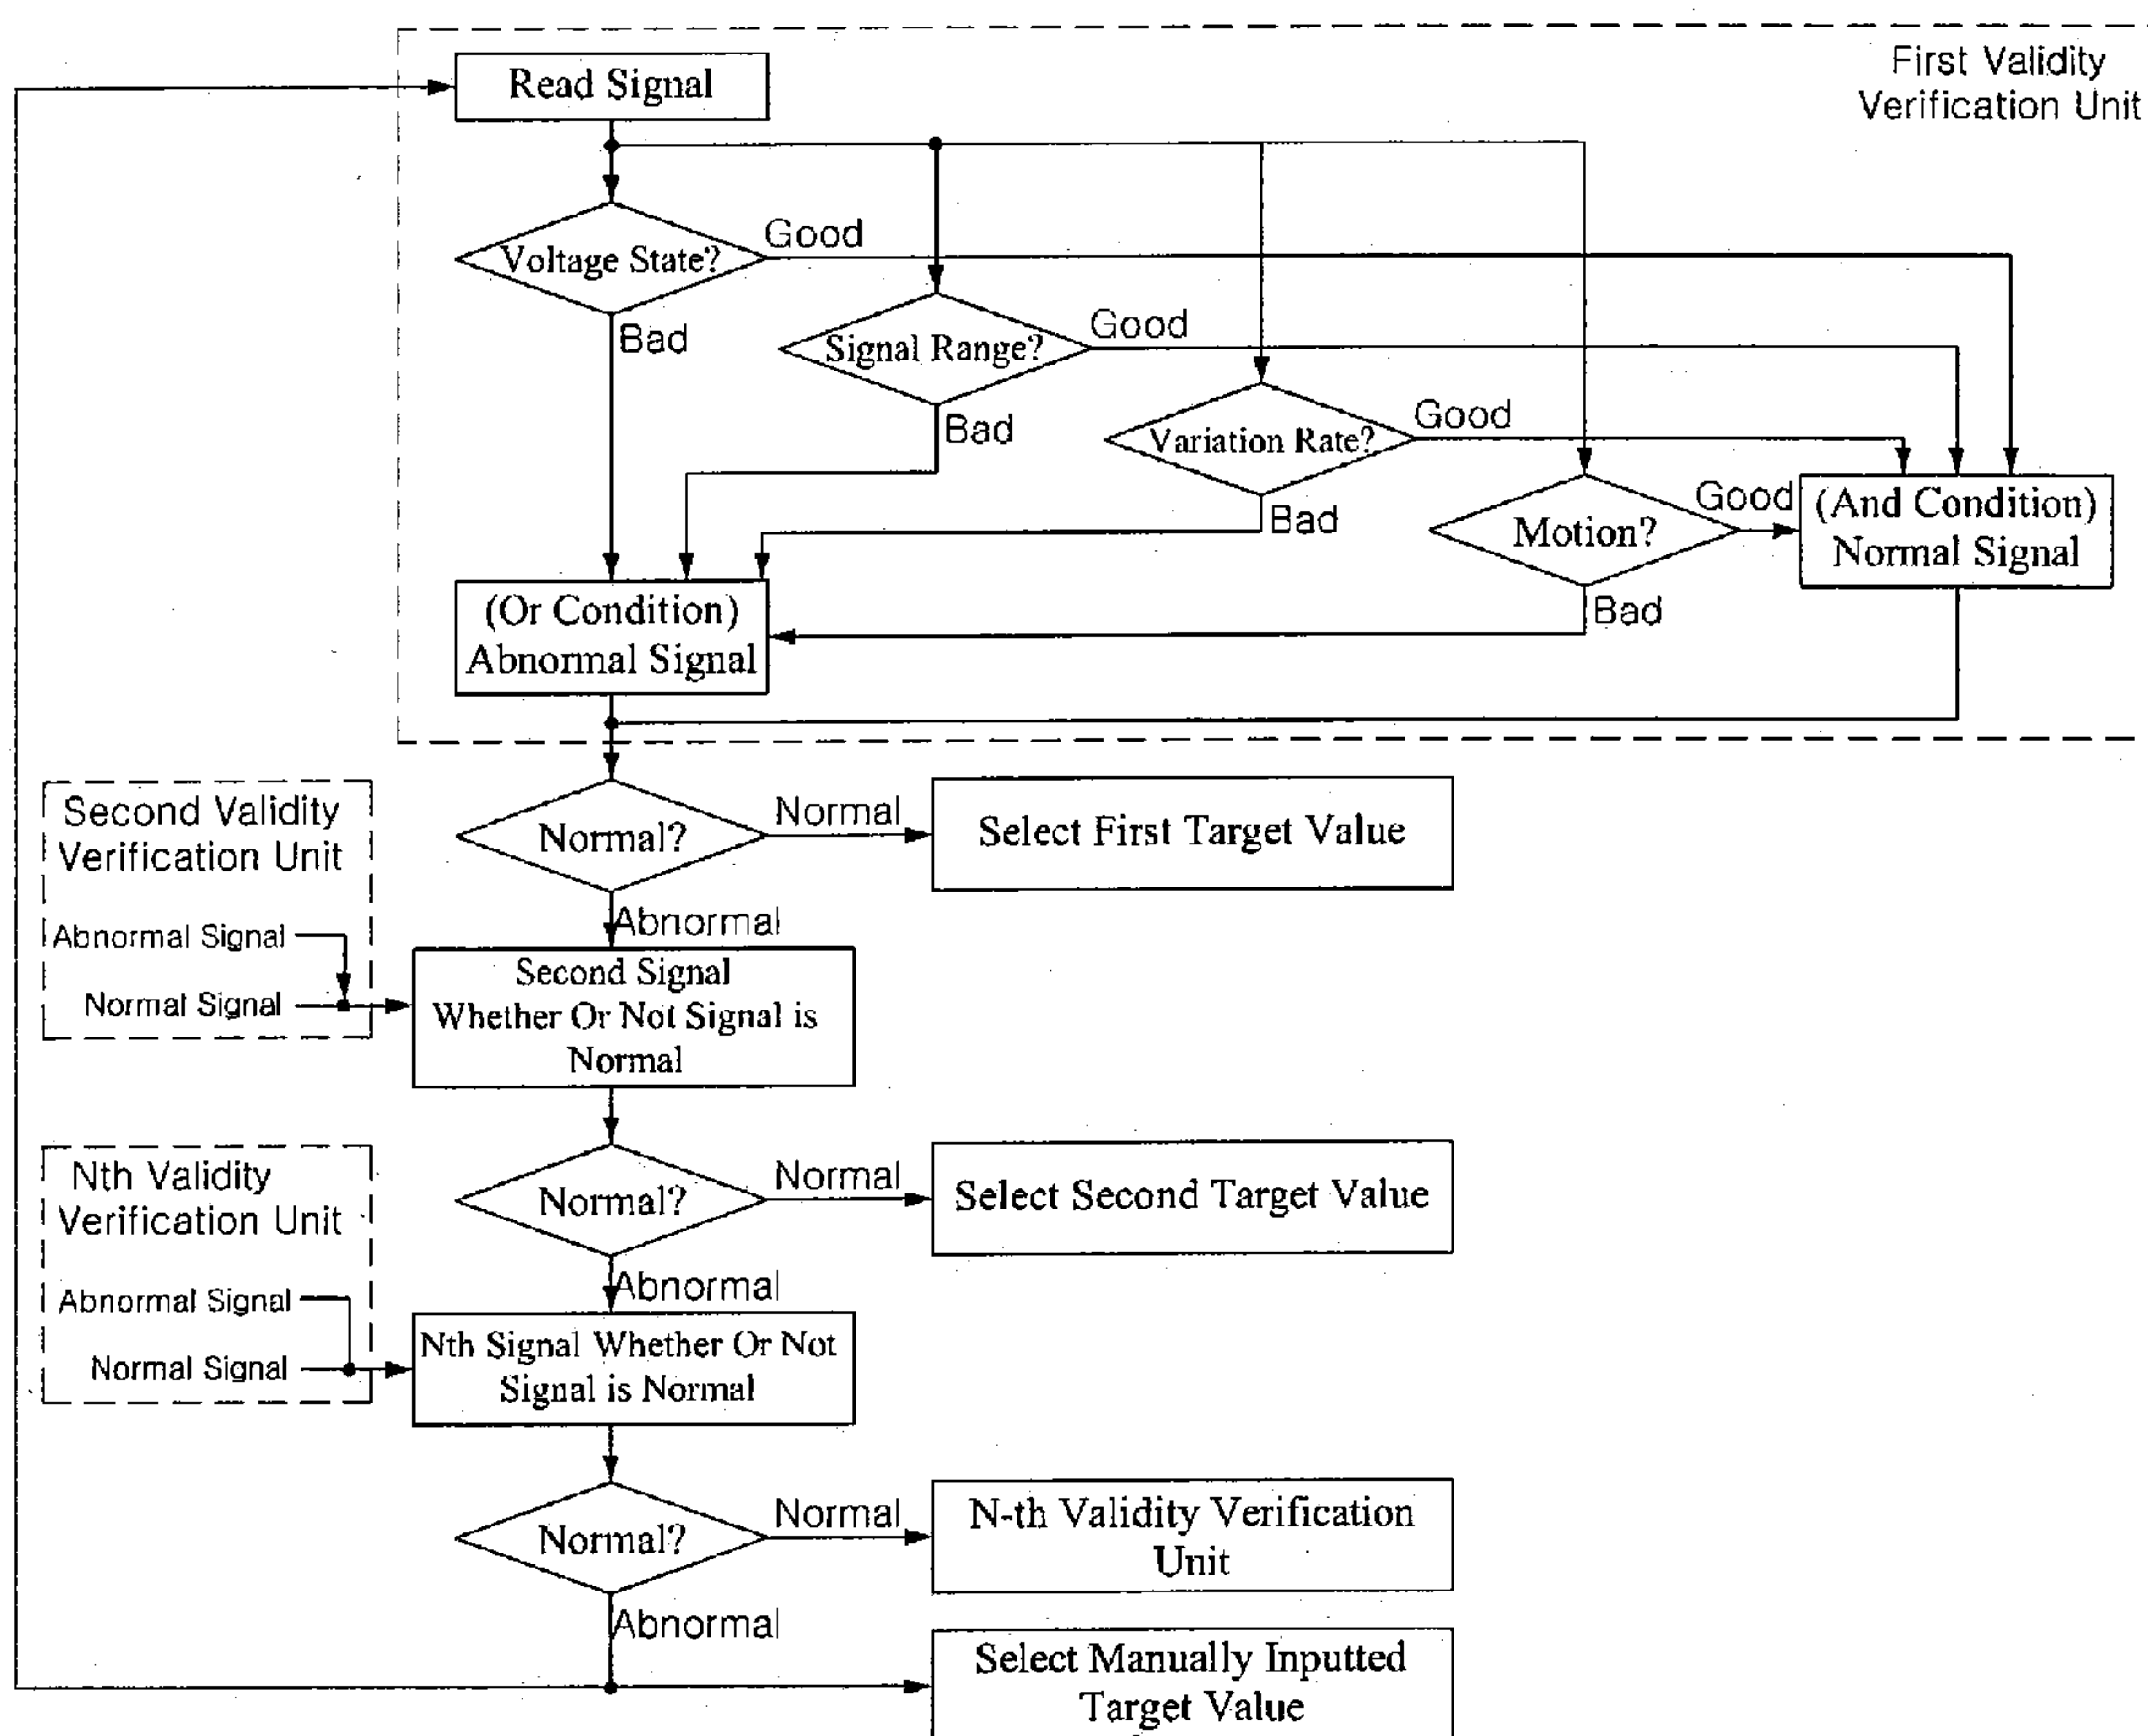 First Validity
Verification Unit
Read Signal
Voltage State?
Good
Bad
Signal Range?
Good
Bad
Variation Rate?
Good
Bad
Motion?
Good
Bad
(And Condition)
Normal Signal
(Or Condition)
Abnormal Signal
Normal?
Normal
Select First Target Value
Abnormal
Second Validity
Verification Unit
Abnormal Signal
Normal Signal
Second Signal
Whether Or Not Signal is
Normal
Normal?
Normal
Select Second Target Value
Abnormal
Nth Validity
Verification Unit
Abnormal Signal
Normal Signal
Nth Signal Whether Or Not
Signal is Normal
Normal?
Normal
N-th Validity Verification
Unit
Abnormal
Select Manually Inputted
Target Value